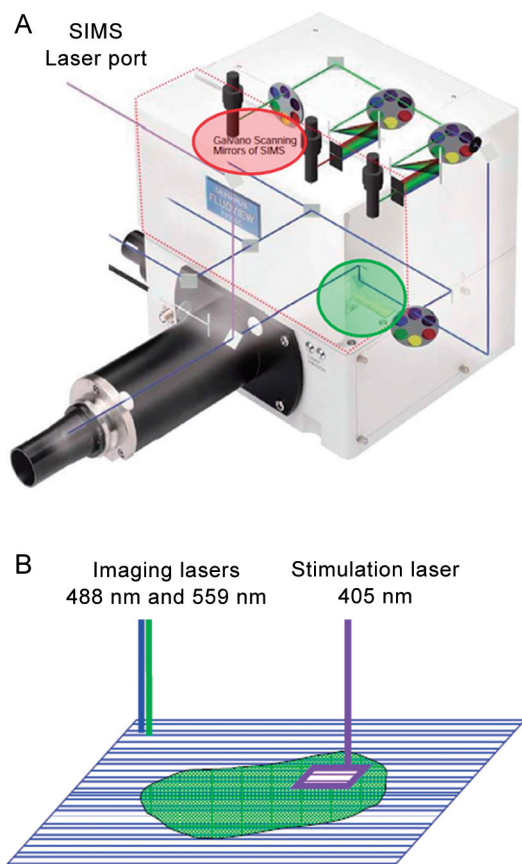 A
SIMS
Laser port
Galvano Scanning
Mirrors of SIMS
OLYMPUS
FLUOVIEW
B
Imaging lasers
488 nm and 559 nm
Stimulation laser
405 nm